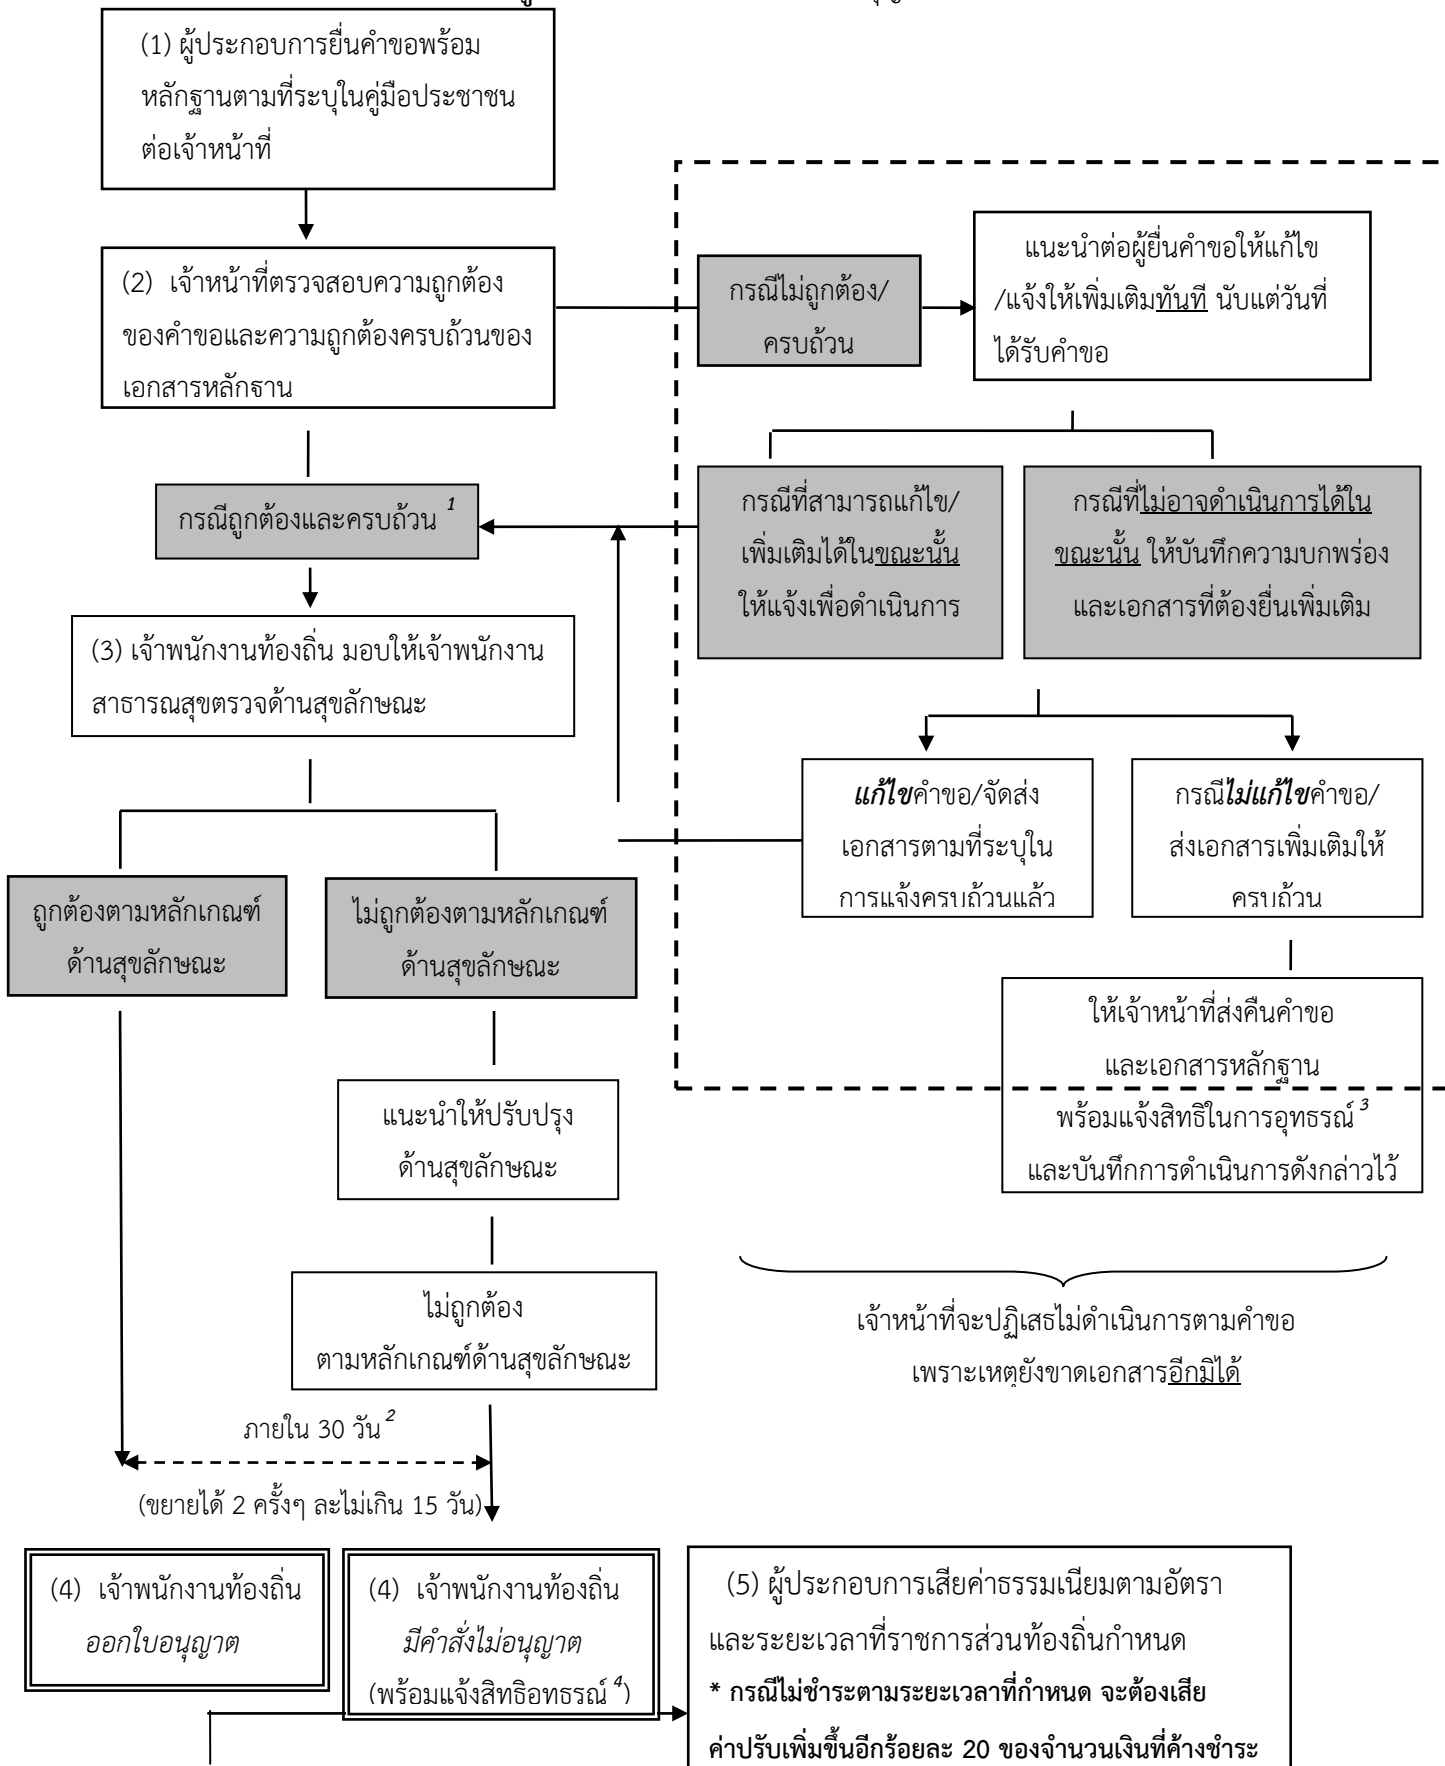 (1) ผู้ประกอบการยื่นคำขอพร้อม
หลักฐานตามที่ระบุในคู่มือประชาชน
ต่อเจ้าหน้าที่
(2) เจ้าหน้าที่ตรวจสอบความถูกต้อง
ของคำขอและความถูกต้องครบถ้วนของ
เอกสารหลักฐาน
กรณีไม่ถูกต้อง/
ครบถ้วน
แนะนำต่อผู้ยื่นคำขอให้แก้ไข
/แจ้งให้เพิ่มเติมทันที นับแต่วันที่
ได้รับคำขอ
กรณีถูกต้องและครบถ้วน 1
กรณีที่สามารถแก้ไข/
เพิ่มเติมได้ในขณะนั้น
ให้แจ้งเพื่อดำเนินการ
กรณีที่ไม่อาจดำเนินการได้ใน
ขณะนั้น ให้บันทึกความบกพร่อง
และเอกสารที่ต้องยื่นเพิ่มเติม
(3) เจ้าพนักงานท้องถิ่น มอบให้เจ้าพนักงาน
สาธารณสุขตรวจด้านสุขลักษณะ
แก้ไขคำขอ/จัดส่ง
เอกสารตามที่ระบุใน
การแจ้งครบถ้วนแล้ว
กรณีไม่แก้ไขคำขอ/
ส่งเอกสารเพิ่มเติมให้
ครบถ้วน
ถูกต้องตามหลักเกณฑ์
ด้านสุขลักษณะ
ไม่ถูกต้องตามหลักเกณฑ์
ด้านสุขลักษณะ
ให้เจ้าหน้าที่ส่งคืนคำขอ
และเอกสารหลักฐาน
พร้อมแจ้งสิทธิในการอุทธรณ์ 3
และบันทึกการดำเนินการดังกล่าวไว้
แนะนำให้ปรับปรุง
ด้านสุขลักษณะ
ไม่ถูกต้อง
ตามหลักเกณฑ์ด้านสุขลักษณะ
เจ้าหน้าที่จะปฏิเสธไม่ดำเนินการตามคำขอ
เพราะเหตุยังขาดเอกสารอีกมิได้
ภายใน 30 วัน 2
(ขยายได้ 2 ครั้งๆ ละไม่เกิน 15 วัน)
(4) เจ้าพนักงานท้องถิ่น
ออกใบอนุญาต
(4) เจ้าพนักงานท้องถิ่น
มีคำสั่งไม่อนุญาต
(พร้อมแจ้งสิทธิอุทธรณ์ 4)
(5) ผู้ประกอบการเสียค่าธรรมเนียมตามอัตรา
และระยะเวลาที่ราชการส่วนท้องถิ่นกำหนด
* กรณีไม่ชำระตามระยะเวลาที่กำหนด จะต้องเสีย
ค่าปรับเพิ่มขึ้นอีกร้อยละ 20 ของจำนวนเงินที่ค้างชำระ